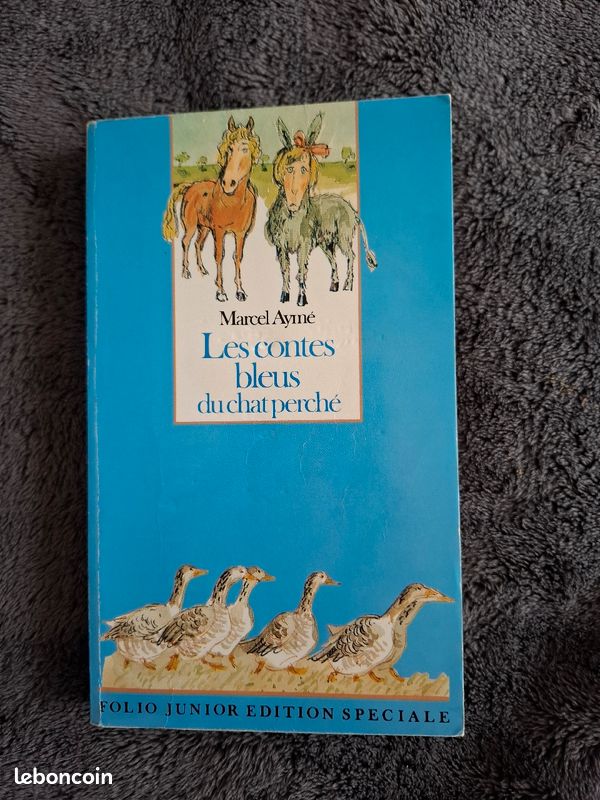 Marcel Aymé
Les contes
bleus
du chat perché
FOLIO JUNIOR EDITION SPECIALE
leboncoin